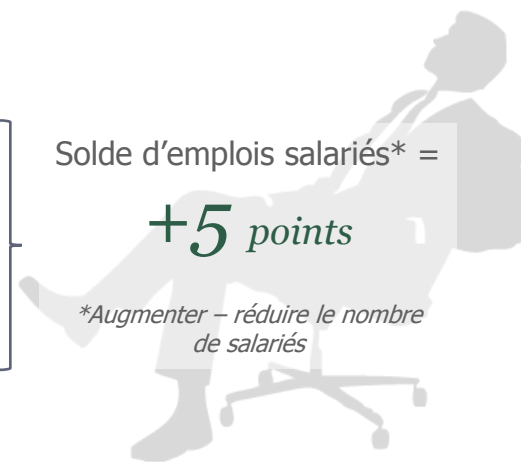 Solde d’emplois salariés* =
+5 points
*Augmenter – réduire le nombre
de salariés